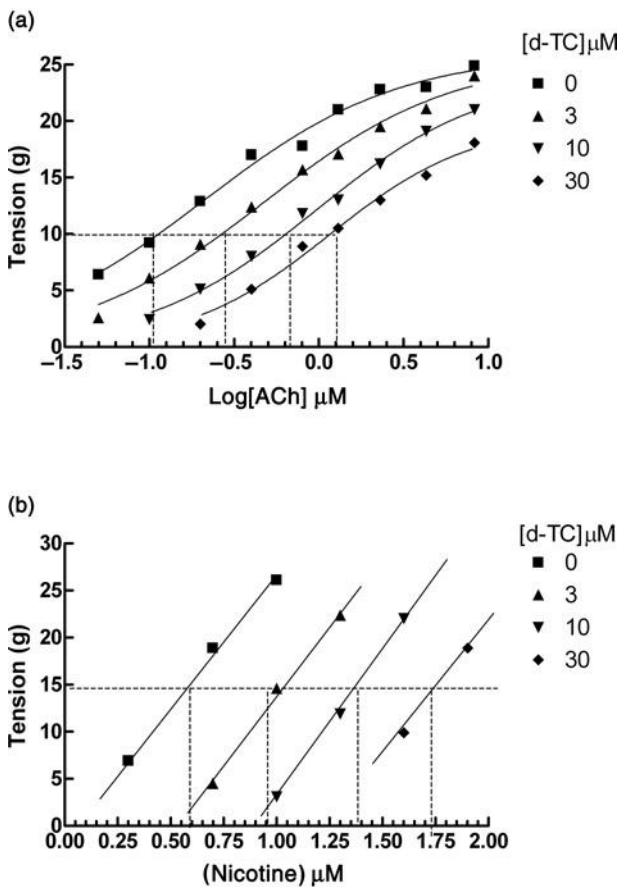 (a)
[d-TC]μM
0
3
10
30
25
20
15
10
5
0
Tension (g)
–1.5 –1.0 –0.5 0.0 0.5 1.0
Log[ACh] μM
(b)
[d-TC]μM
0
3
10
30
30
25
20
15
10
5
0
Tension (g)
0.00 0.25 0.50 0.75 1.00 1.25 1.50 1.75 2.00
(Nicotine) μM